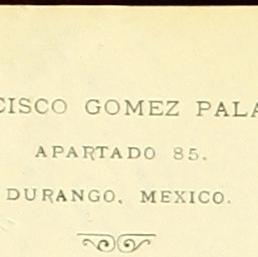 CISCO GOMEZ PALA
APARTADO 85.
DURANGO, MEXICO.